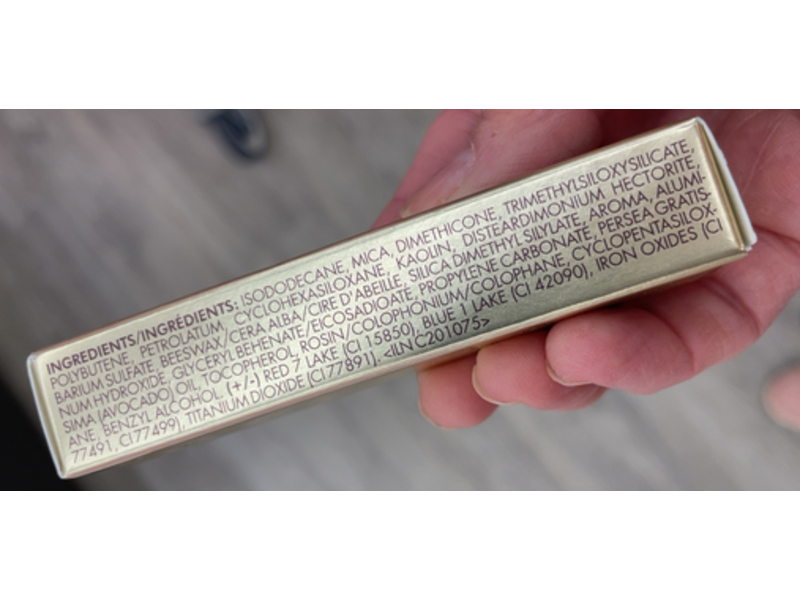 INGREDIENTS/INGRÉDIENTS: ISODODECANE, MICA, DIMETHICONE, TRIMETHYLSILOXYSILICATE,
POLYBUTENE, PETROLATUM, CYCLOHEXASILOXANE, KAOLIN, DISTEARDIMONIUM HECTORITE,
BARIUM SULFATE, BEESWAX/CERA ALBA/CIRE D'ABEILLE, SILICA DIMETHYL SILYLATE, AROMA, ALUMI-
NUM HYDROXIDE, GLYCERYL BEHENATE/EICOSADIOATE, PROPYLENE CARBONATE, PERSEA GRATIS-
SIMA (AVOCADO) OIL, TOCOPHEROL, ROSIN/COLOPHONIUM/COLOPHANE, CYCLOPENTASILOX-
ANE, BENZYL ALCOHOL. (+/-) RED 7 LAKE (CI 15850), BLUE 1 LAKE (CI 42090), IRON OXIDES (CI
77491, CI 77499), TITANIUM DIOXIDE (CI 77891). <ILN C201075>